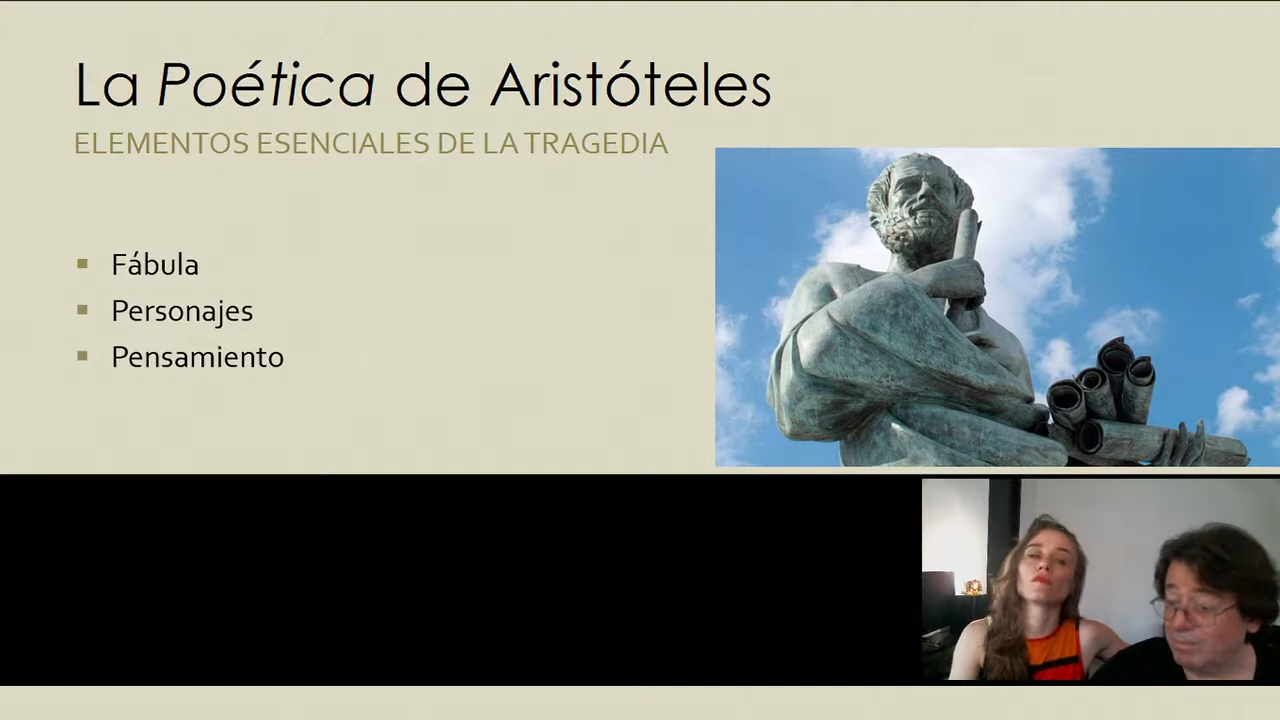 La Poética de Aristóteles
ELEMENTOS ESENCIALES DE LA TRAGEDIA
Fábula
Personajes
Pensamiento